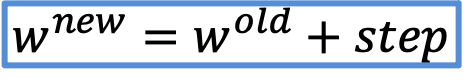 w^new = w^old + step